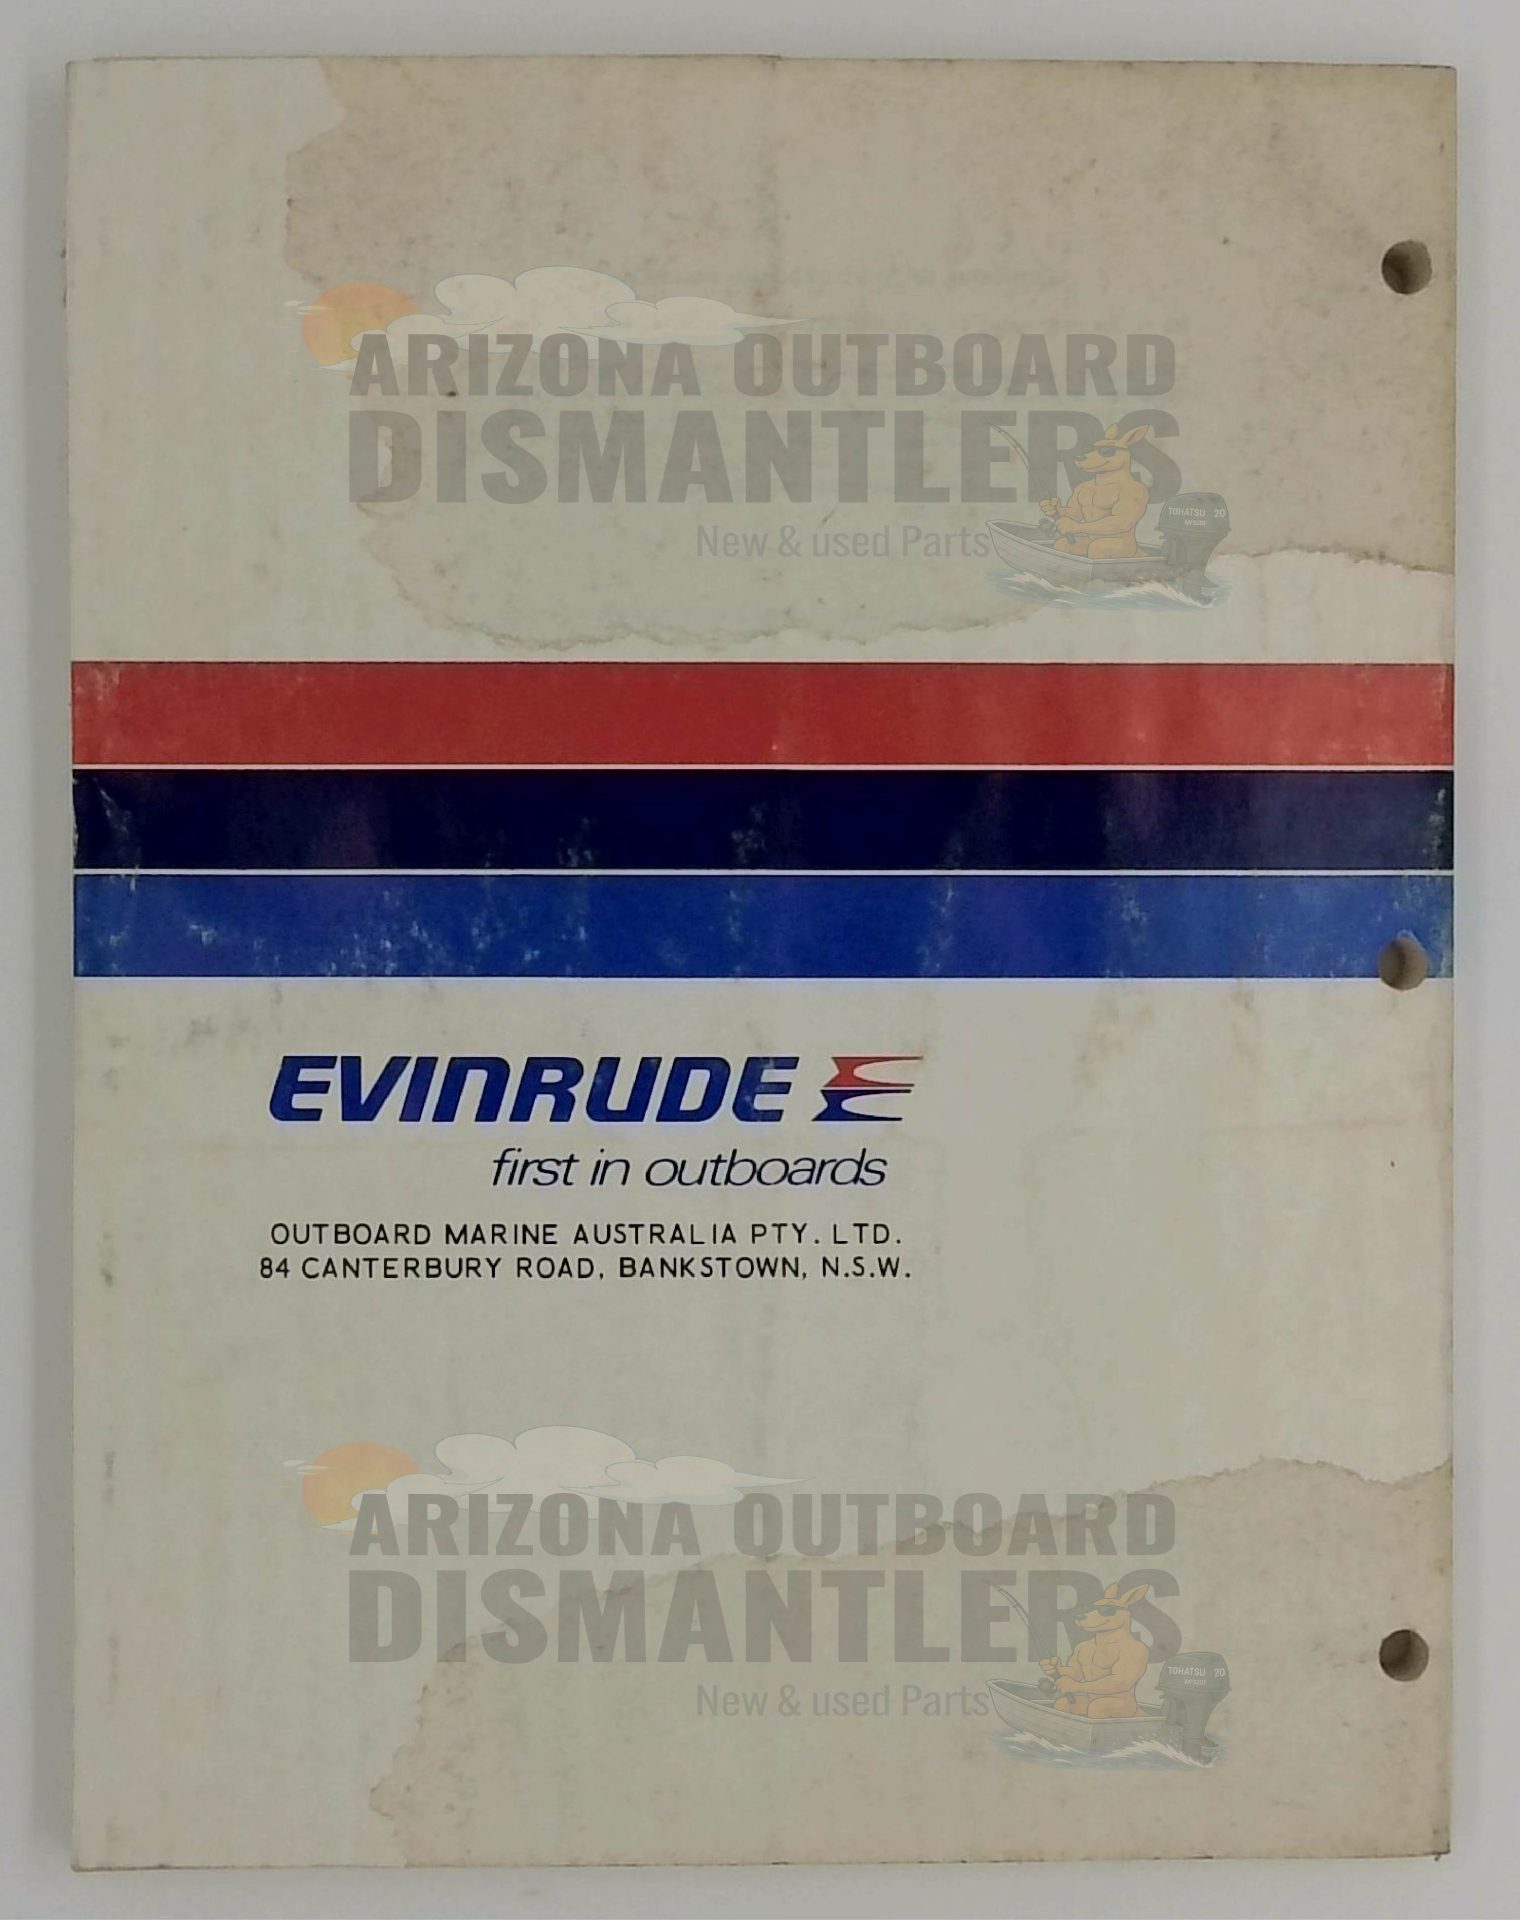 ARIZONA OUTBOARD
DISMANTLERS
New & used Parts
TOHATSU 20
EVINRUDE
first in outboards
OUTBOARD MARINE AUSTRALIA PTY. LTD.
84 CANTERBURY ROAD, BANKSTOWN, N.S.W.
ARIZONA OUTBOARD
DISMANTLERS
New & used Parts
TOHATSU 20